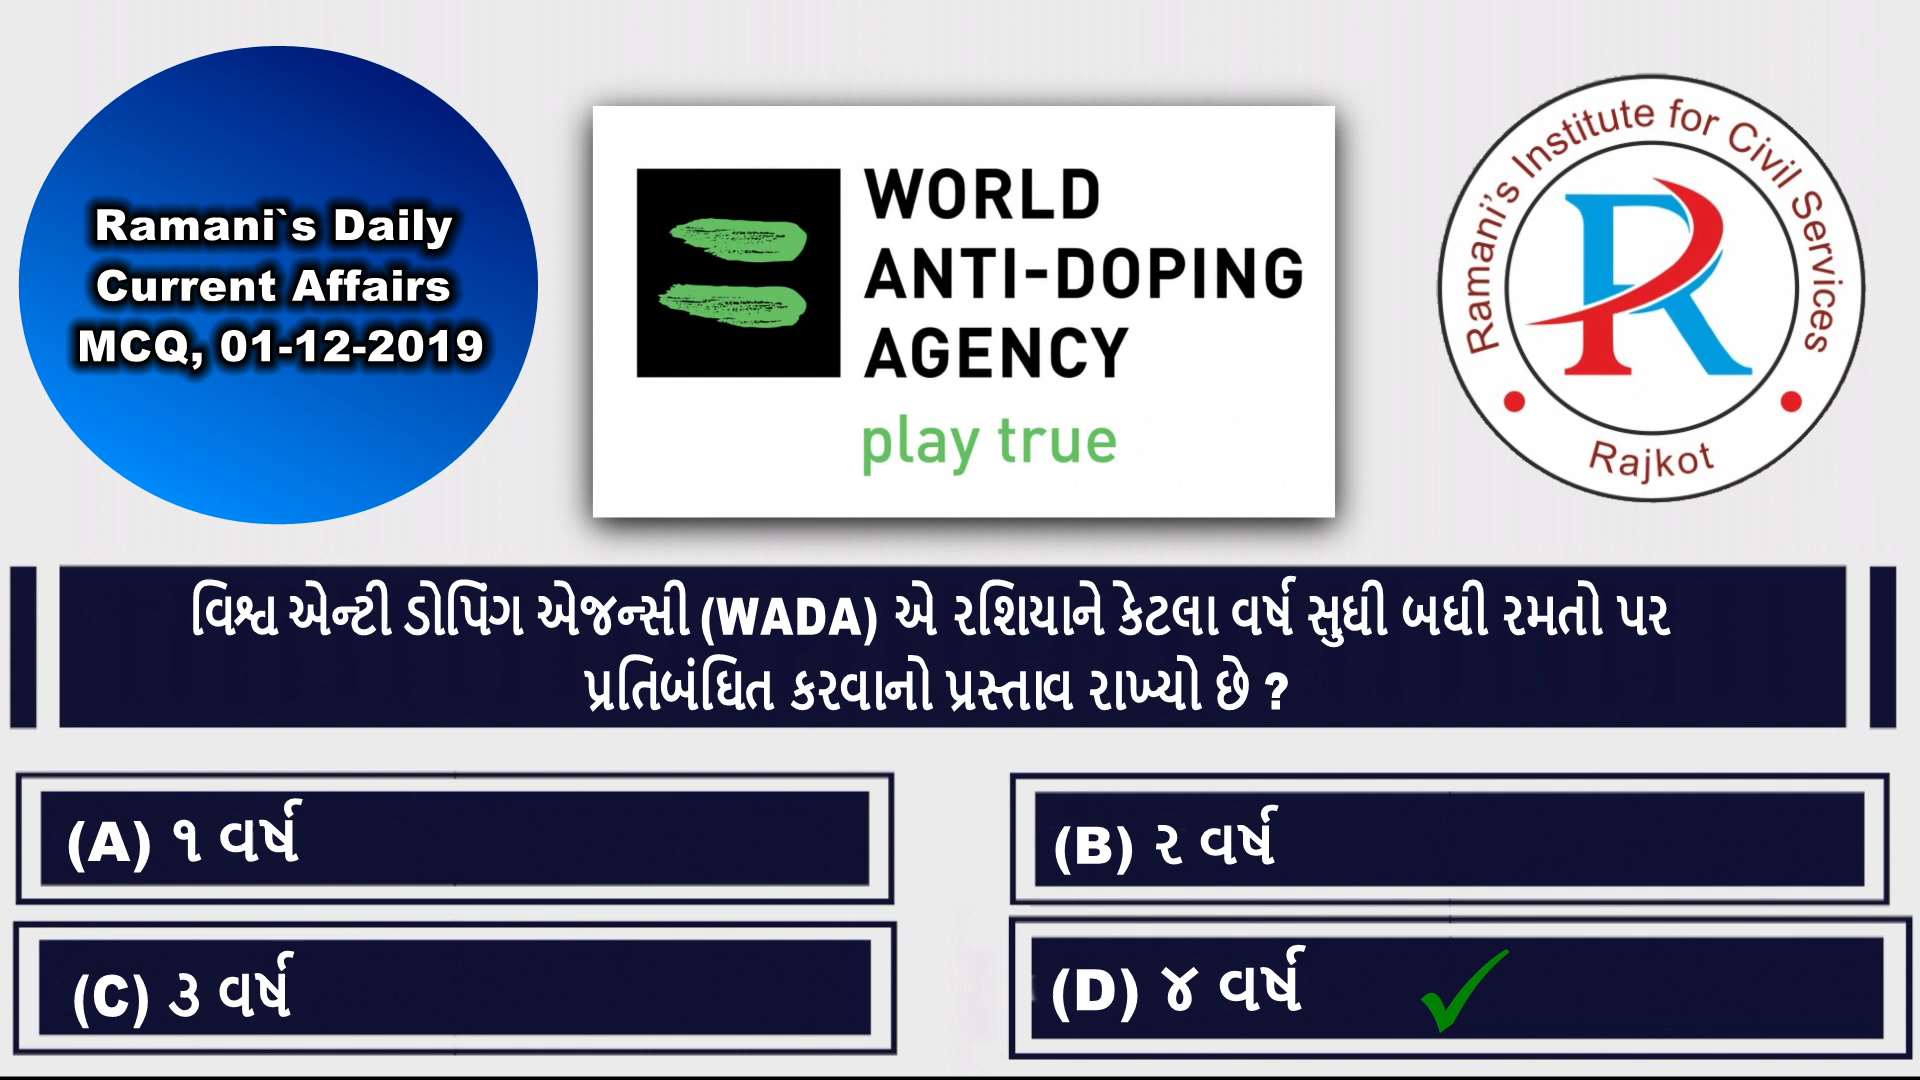 Ramani`s Daily
Current Affairs
MCQ, 01-12-2019
WORLD
ANTI-DOPING
AGENCY
play true
Ramani's Institute for Civil Services
R
Rajkot
વિશ્વ એન્ટી ડોપિંગ એજન્સી (WADA) એ રશિયાને કેટલા વર્ષ સુધી બધી રમતો પર
પ્રતિબંધિત કરવાનો પ્રસ્તાવ રાખ્યો છે ?
(A) ૧ વર્ષ
(B) ૨ વર્ષ
(C) ૩ વર્ષ
(D) ૪ વર્ષ